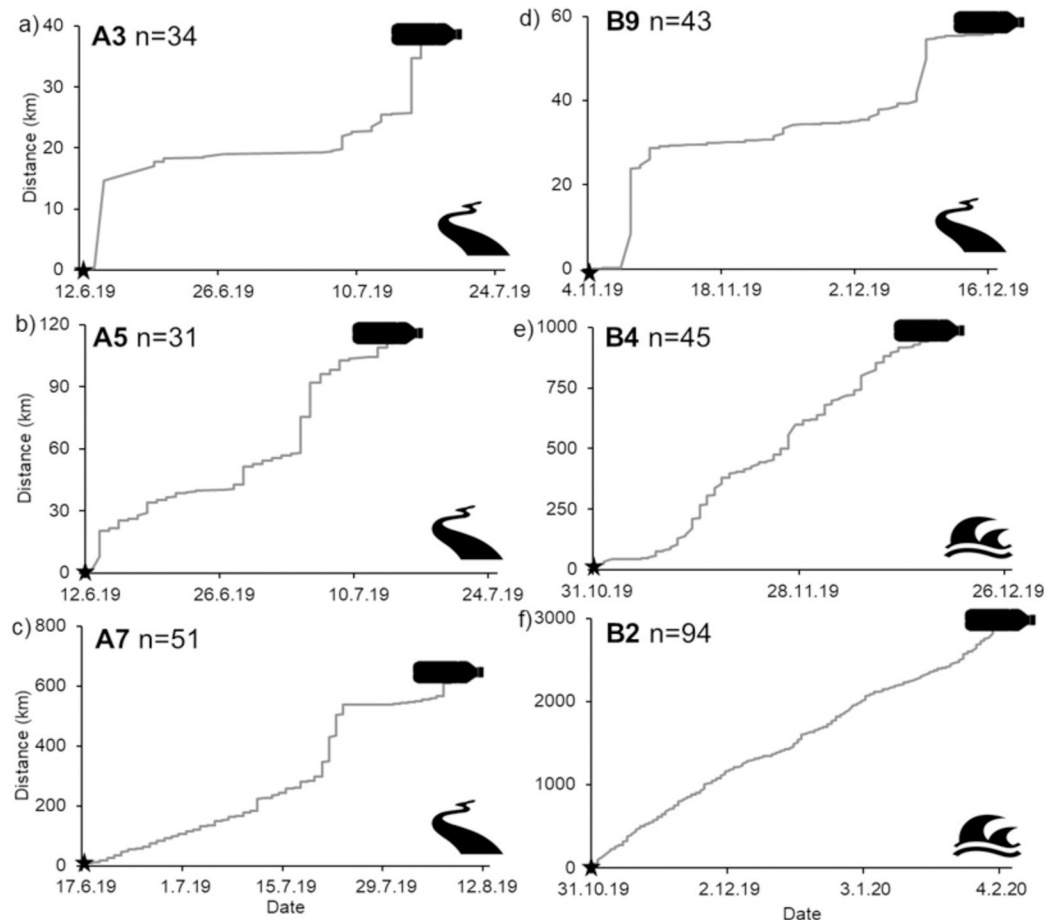 a) A3 n=34
40
30
20
10
0
Distance (km)
12.6.19 26.6.19 10.7.19 24.7.19
d) B9 n=43
60
40
20
0
4.11.19 18.11.19 2.12.19 16.12.19
b) A5 n=31
120
90
60
30
0
Distance (km)
12.6.19 26.6.19 10.7.19 24.7.19
e) B4 n=45
1000
750
500
250
0
31.10.19 28.11.19 26.12.19
c) A7 n=51
800
600
400
200
0
Distance (km)
17.6.19 1.7.19 15.7.19 29.7.19 12.8.19
Date
f) B2 n=94
3000
2000
1000
0
31.10.19 2.12.19 3.1.20 4.2.20
Date